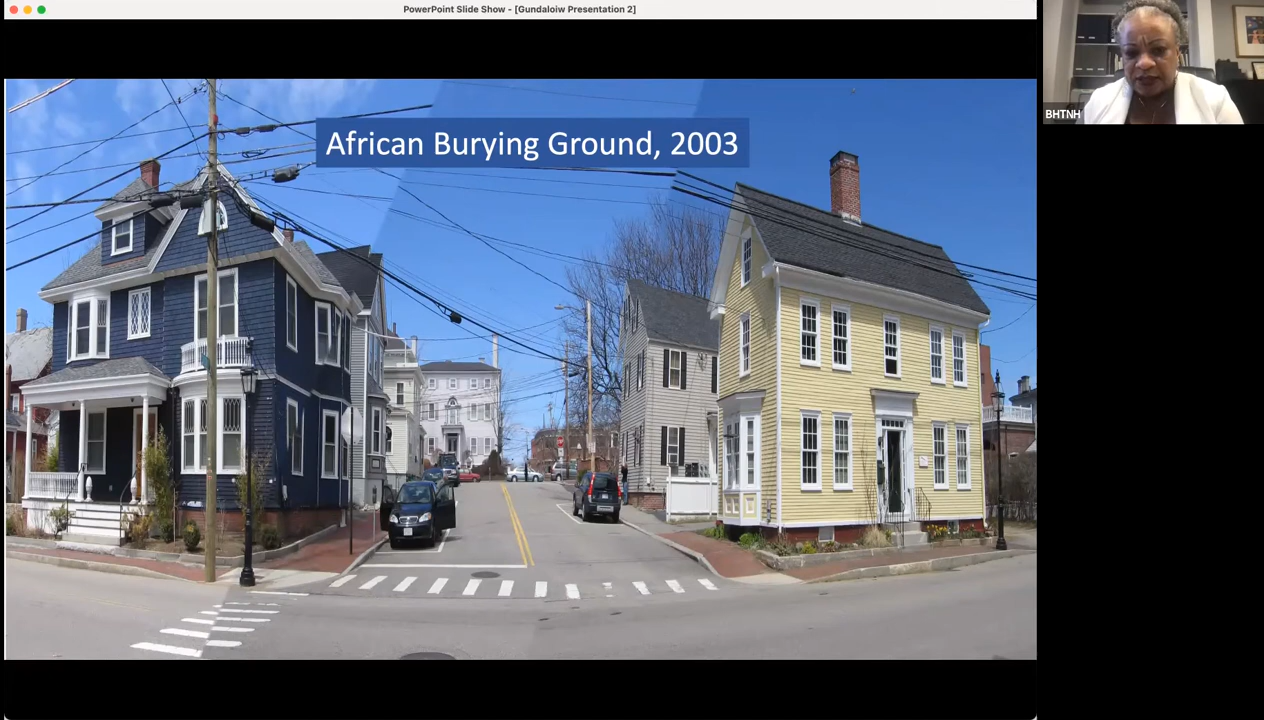 PowerPoint Slide Show - [Gundaloiw Presentation 2]
African Burying Ground, 2003
BHTNH